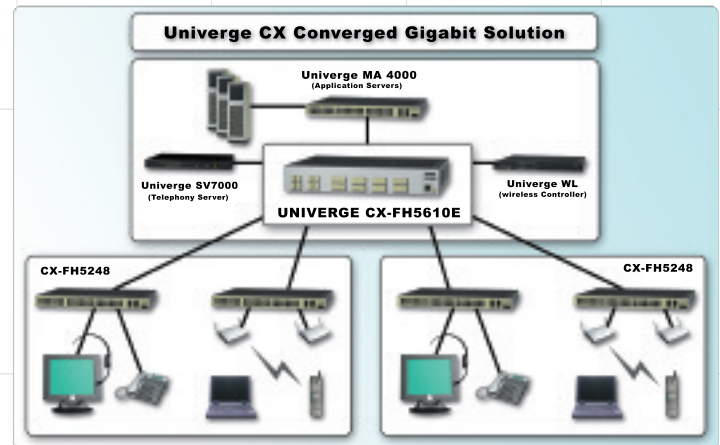 Univerge CX Converged Gigabit Solution
Univerge MA 4000
(Application Servers)
Univerge SV7000
(Telephony Server)
Univerge WL
(wireless Controller)
UNIVERGE CX-FH5610E
CX-FH5248
CX-FH5248